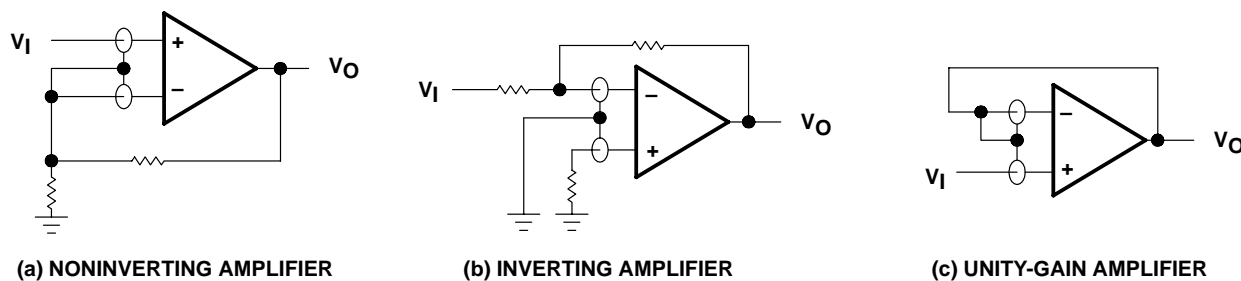 VI
+
−
VO
(a) NONINVERTING AMPLIFIER
VI
−
+
VO
(b) INVERTING AMPLIFIER
−
+
VI
VO
(c) UNITY-GAIN AMPLIFIER